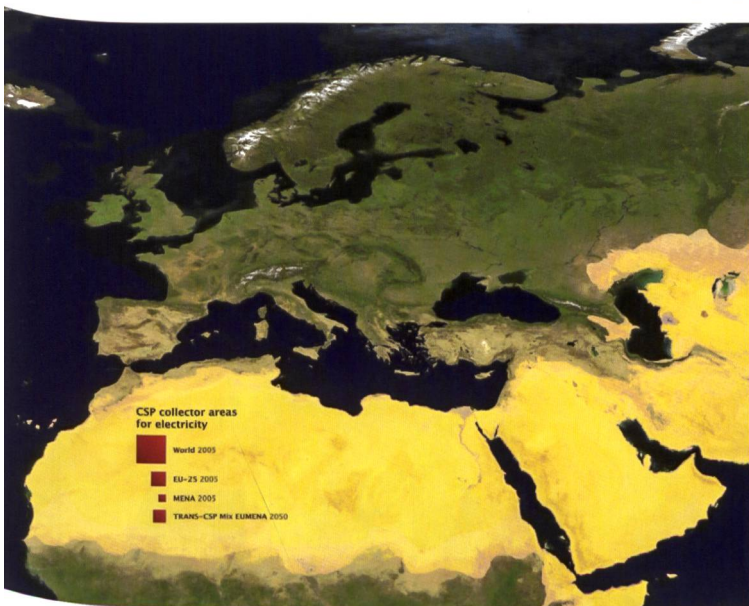 CSP collector areas
for electricity
World 2005
EU-25 2005
MENA 2005
TRANS-CSP Mix EUMENA 2050